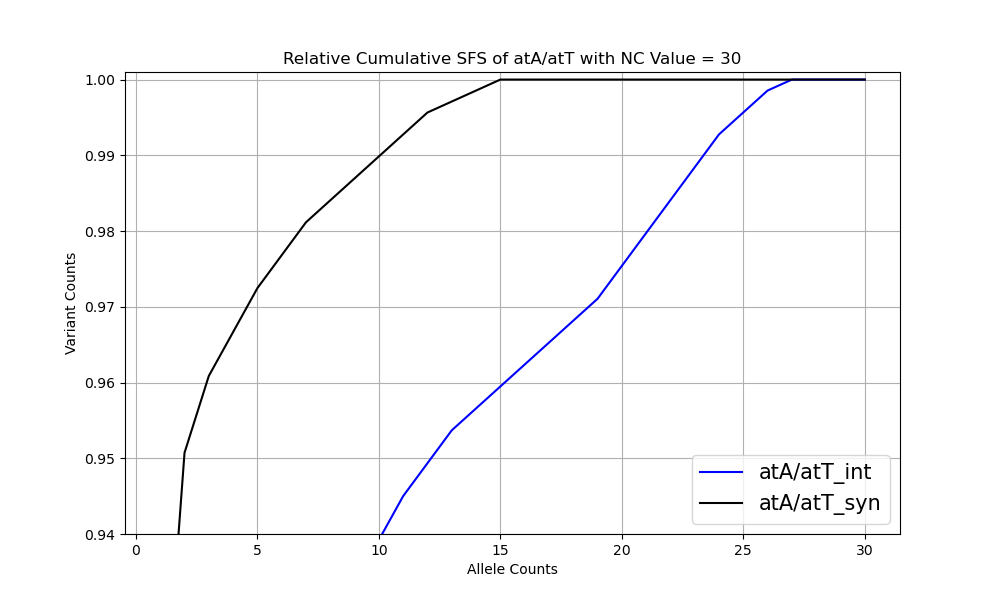 Relative Cumulative SFS of atA/atT with NC Value = 30
1.00
0.99
0.98
0.97
0.96
0.95
0.94
Variant Counts
0 5 10 15 20 25 30
Allele Counts
atA/atT_int
atA/atT_syn